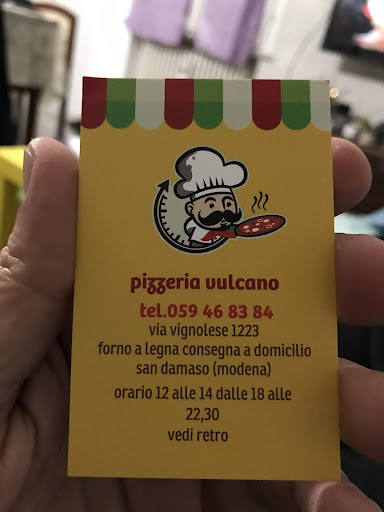 pizzeria vulcano
tel.059 46 83 84
via vignolese 1223
forno a legna consegna a domicilio
san damaso (modena)
orario 12 alle 14 dalle 18 alle
22,30
vedi retro